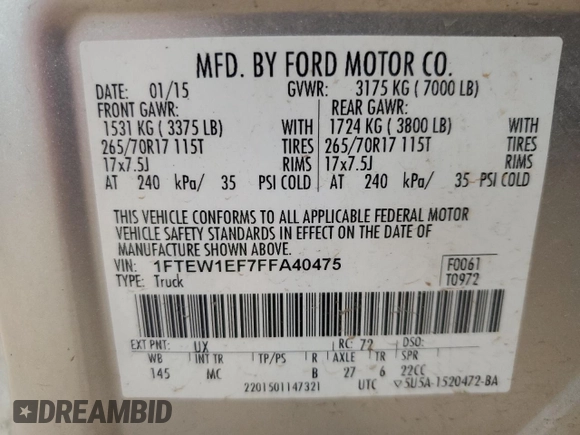 MFD. BY FORD MOTOR CO.
DATE: 01/15 GVWR: 3175 KG ( 7000 LB)
FRONT GAWR: REAR GAWR:
1531 KG ( 3375 LB) WITH 1724 KG ( 3800 LB) WITH
265/70R17 115T TIRES 265/70R17 115T TIRES
17x7.5J RIMS 17x7.5J RIMS
AT 240 kPa/ 35 PSI COLD AT 240 kPa/ 35 PSI COLD
THIS VEHICLE CONFORMS TO ALL APPLICABLE FEDERAL MOTOR
VEHICLE SAFETY STANDARDS IN EFFECT ON THE DATE OF
MANUFACTURE SHOWN ABOVE.
VIN: 1FTEW1EF7FFA40475 F0061
TYPE: Truck T0972
EXT PNT: UX RC: 72 DSO:
WB INT TR TP/PS R AXLE TR SPR
145 MC B 27 6 22CC
2201501147321 UTC 5U5A-1520472-BA
DREAMBID
.COM